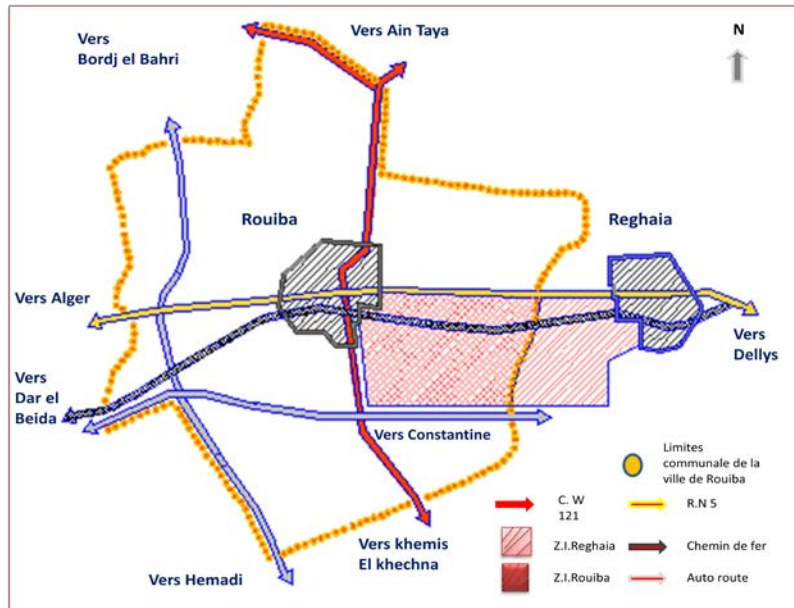 Vers
Bordj el Bahri
Vers Ain Taya
N
Rouiba
Reghaia
Vers Alger
Vers
Dellys
Vers
Dar el
Beida
Vers Constantine
Limites
communale de la
ville de Rouiba
C. W
121
R.N 5
Vers khemis
El khechna
Z.I.Reghaia
Chemin de fer
Vers Hemadi
Z.I.Rouiba
Auto route